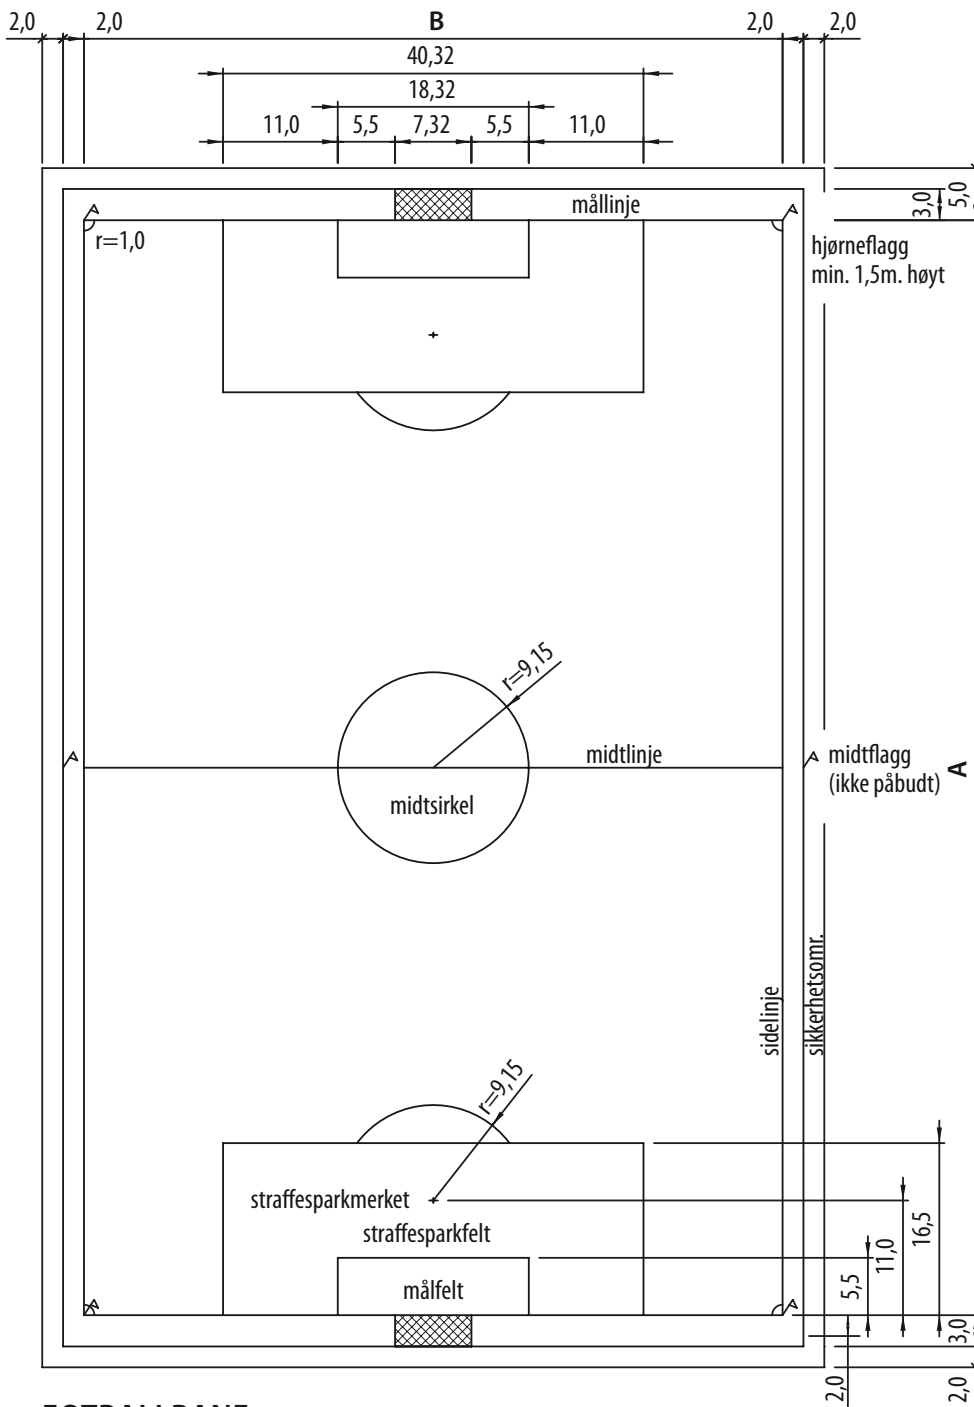 2,0 2,0 B 2,0 2,0
40,32
18,32
11,0 5,5 7,32 5,5 11,0
mållinje
3,0
5,0
r=1,0
hjørneflagg
min. 1,5m. høyt
r=9,15
midtlinje
midtflagg
(ikke påbudt)
A
midtsirkel
sidelinje
sikkerhetsomr.
r=9,15
straffesparkmerket
straffesparkfelt
målfelt
5,5
11,0
16,5
3,0
2,0
2,0